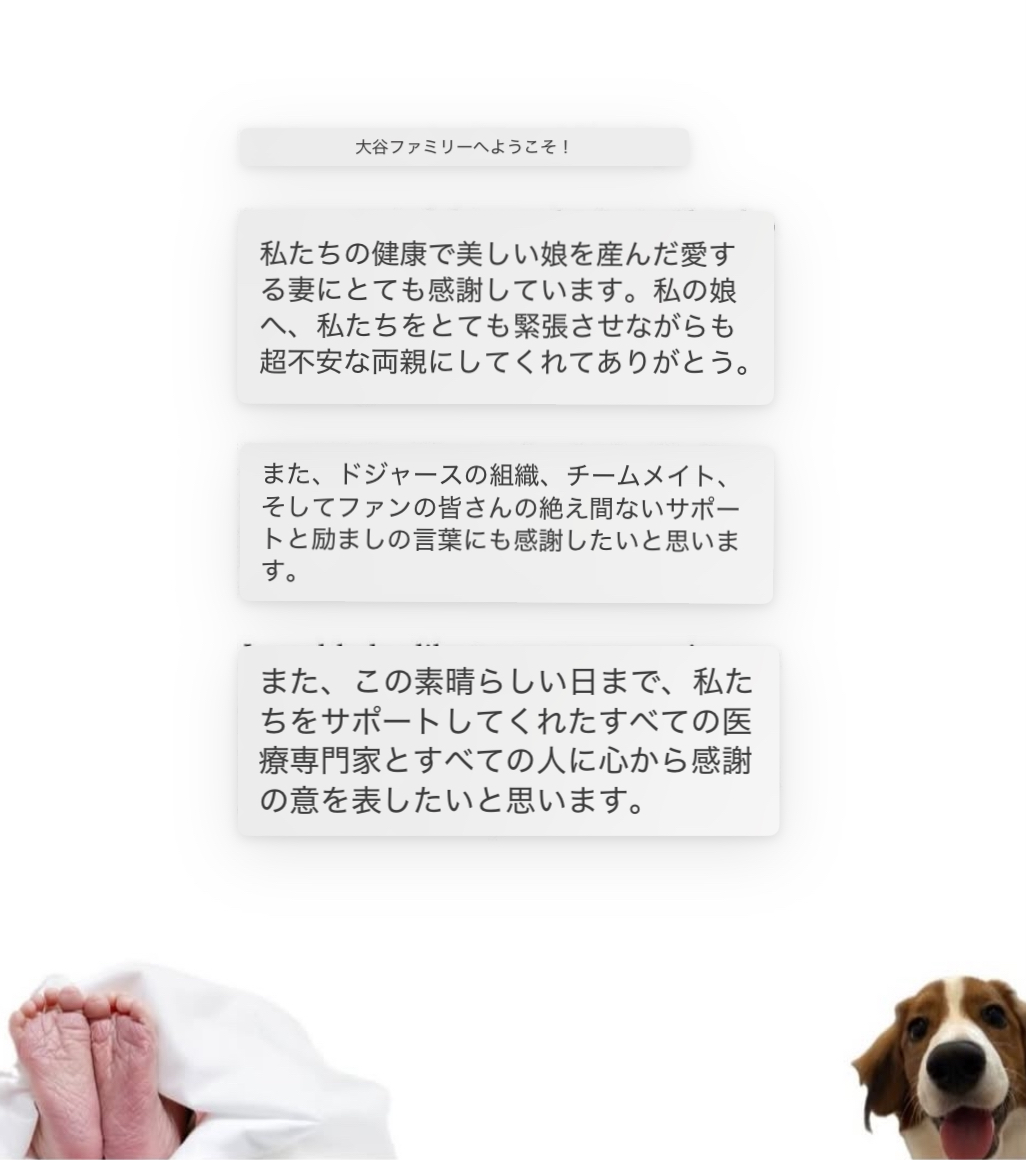 大谷ファミリーへようこそ！
私たちの健康で美しい娘を産んだ愛す
る妻にとても感謝しています。私の娘
へ、私たちをとても緊張させながらも
超不安な両親にしてくれてありがとう。
また、ドジャースの組織、チームメイト、
そしてファンの皆さんの絶え間ないサポー
トと励ましの言葉にも感謝したいと思いま
す。
また、この素晴らしい日まで、私た
ちをサポートしてくれたすべての医
療専門家とすべての人に心から感謝
の意を表したいと思います。